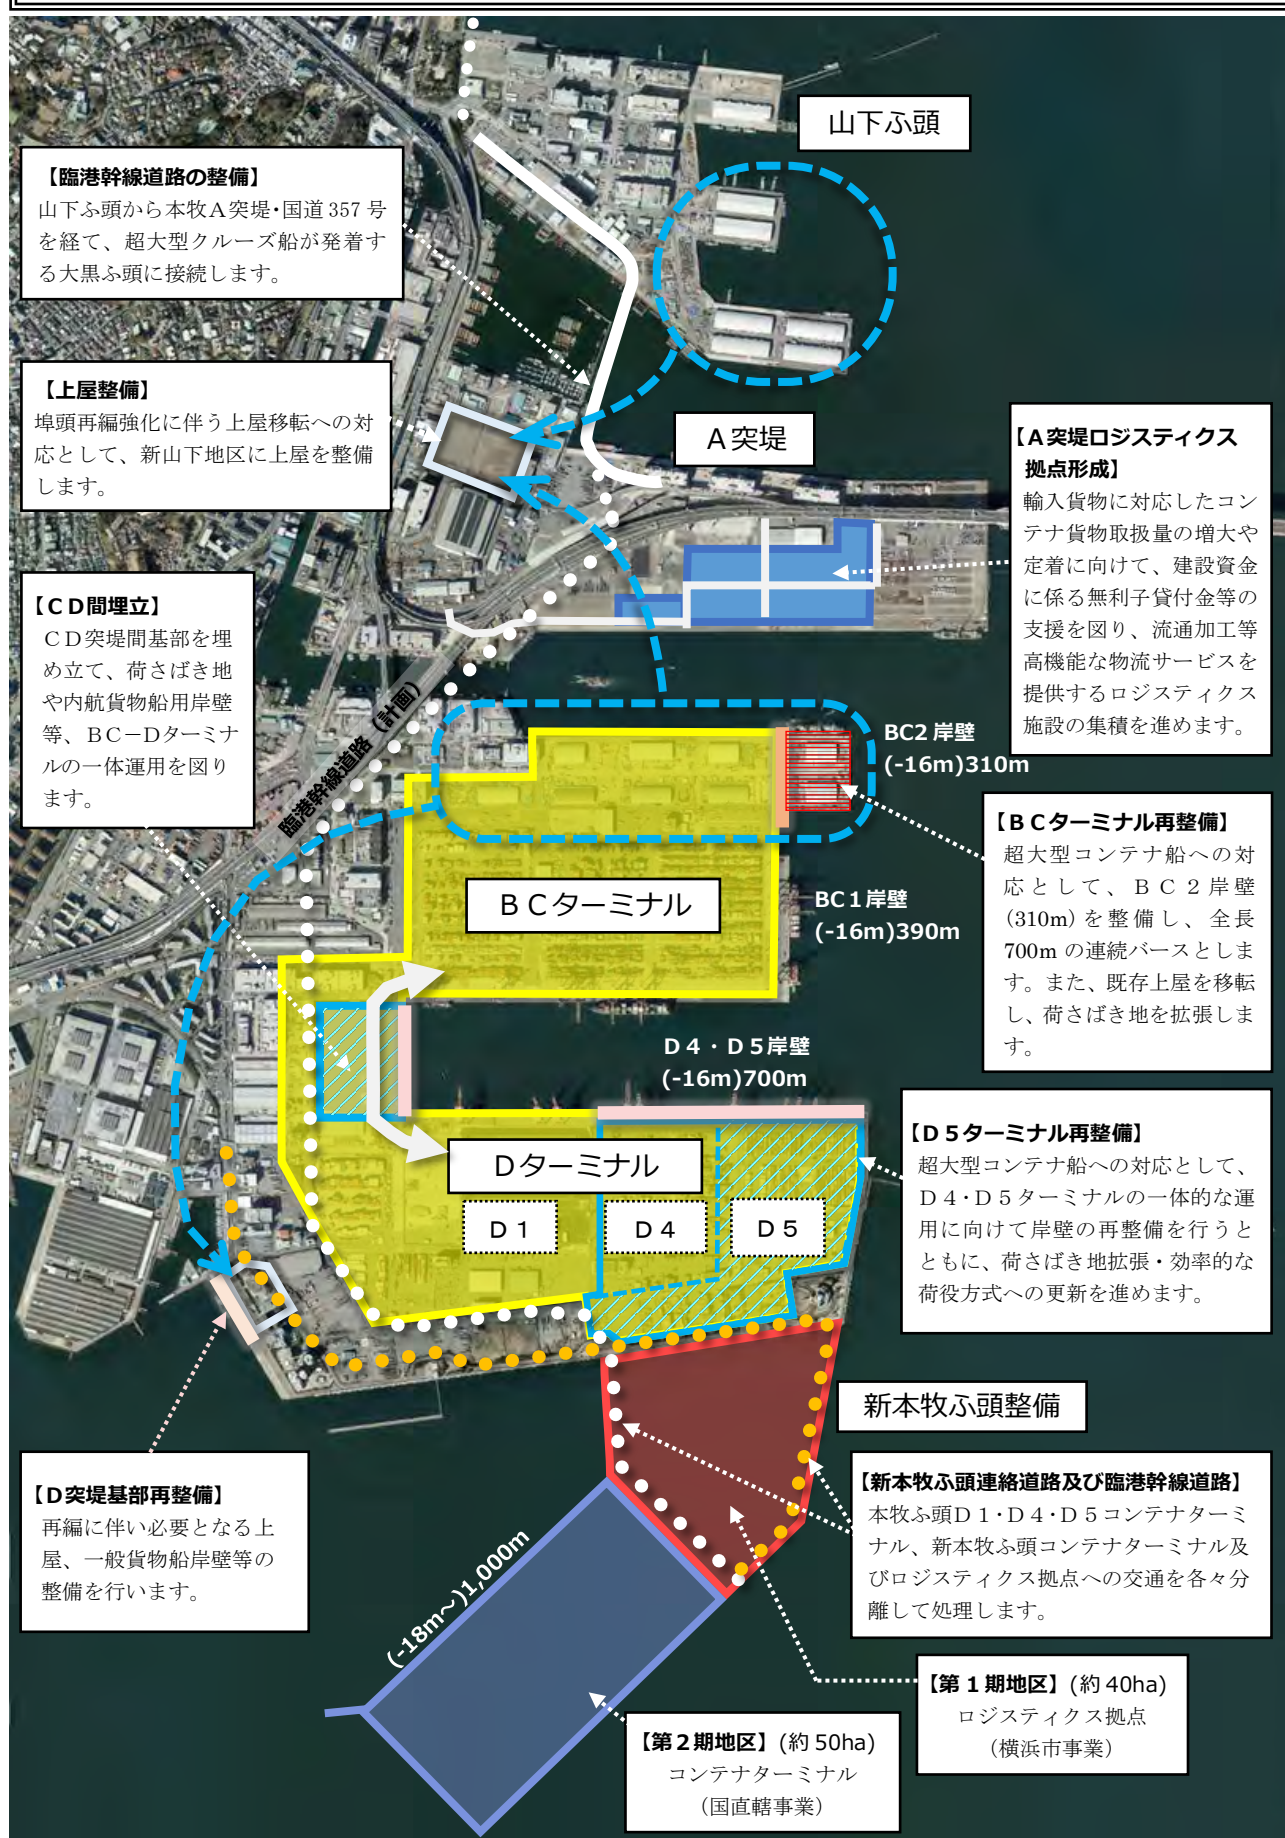 山下ふ頭
【臨港幹線道路の整備】
山下ふ頭から本牧Ａ突堤・国道 357 号
を経て、超大型クルーズ船が発着す
る大黒ふ頭に接続します。
【上屋整備】
埠頭再編強化に伴う上屋移転への対
応として、新山下地区に上屋を整備
します。
Ａ突堤
【Ａ突堤ロジスティクス
拠点形成】
輸入貨物に対応したコン
テナ貨物取扱量の増大や
定着に向けて、建設資金
に係る無利子貸付金等の
支援を図り、流通加工等
高機能な物流サービスを
提供するロジスティクス
施設の集積を進めます。
【ＣＤ間埋立】
ＣＤ突堤間基部を埋
め立て、荷さばき地
や内航貨物船用岸壁
等、ＢＣ－Ｄターミナ
ルの一体運用を図り
ます。
臨港幹線道路（計画）
BC2 岸壁
(-16m)310m
【ＢＣターミナル再整備】
超大型コンテナ船への対
応として、ＢＣ２岸壁
(310m) を整備し、全長
700m の連続バースとしま
す。また、既存上屋を移転
し、荷さばき地を拡張しま
す。
ＢＣターミナル
BC１岸壁
(-16m)390m
Ｄ４・Ｄ５岸壁
(-16m)700m
Ｄターミナル
Ｄ１
Ｄ４
Ｄ５
【Ｄ５ターミナル再整備】
超大型コンテナ船への対応として、
Ｄ４・Ｄ５ターミナルの一体的な運
用に向けて岸壁の再整備を行うと
ともに、荷さばき地拡張・効率的な
荷役方式への更新を進めます。
新本牧ふ頭整備
【新本牧ふ頭連絡道路及び臨港幹線道路】
本牧ふ頭Ｄ１・Ｄ４・Ｄ５コンテナターミ
ナル、新本牧ふ頭コンテナターミナル及
びロジスティクス拠点への交通を各々分
離して処理します。
【Ｄ突堤基部再整備】
再編に伴い必要となる上
屋、一般貨物船岸壁等の
整備を行います。
(-18m～)1,000m
【第１期地区】(約 40ha)
ロジスティクス拠点
（横浜市事業）
【第２期地区】(約 50ha)
コンテナターミナル
（国直轄事業）